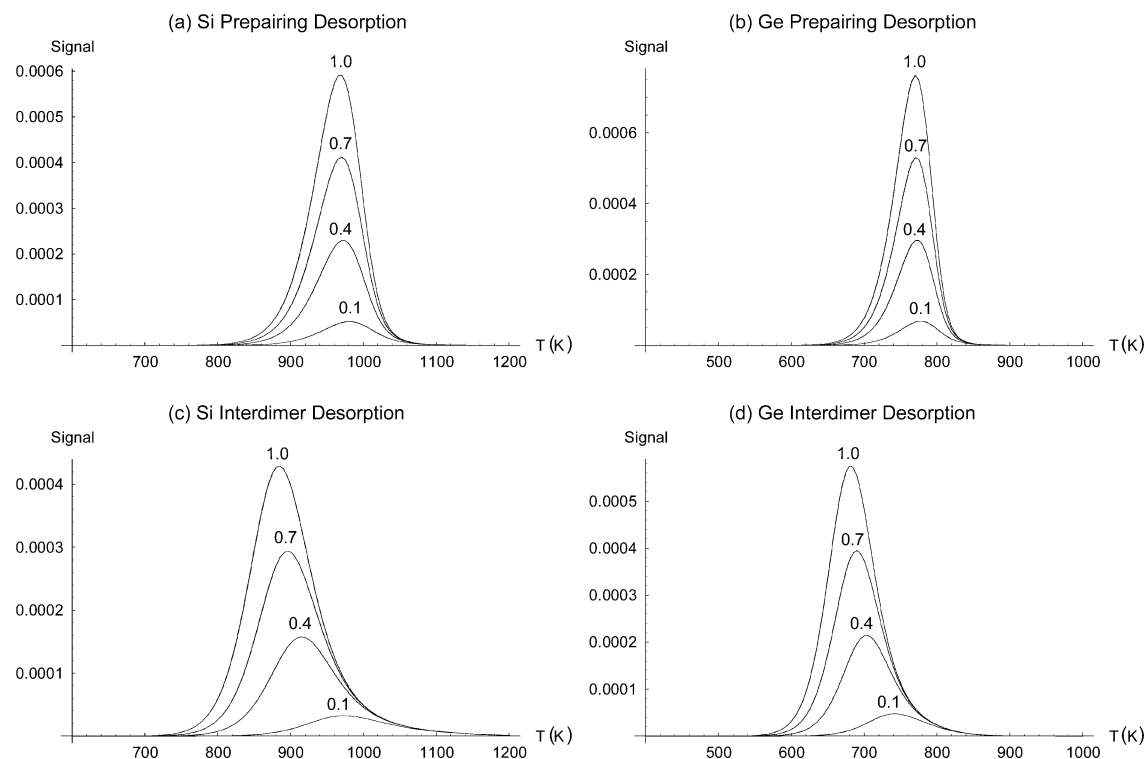 (a) Si Prepairing Desorption
Signal
1.0
0.0006
0.0005
0.7
0.0004
0.0003
0.4
0.0002
0.1
0.0001
T (K)
700 800 900 1000 1100 1200
(b) Ge Prepairing Desorption
Signal
1.0
0.0006
0.7
0.0004
0.4
0.0002
0.1
T (K)
500 600 700 800 900 1000
(c) Si Interdimer Desorption
Signal
1.0
0.0004
0.7
0.0003
0.4
0.0002
0.0001
0.1
T (K)
700 800 900 1000 1100 1200
(d) Ge Interdimer Desorption
Signal
1.0
0.0005
0.7
0.0004
0.0003
0.4
0.0002
0.0001
0.1
T (K)
500 600 700 800 900 1000